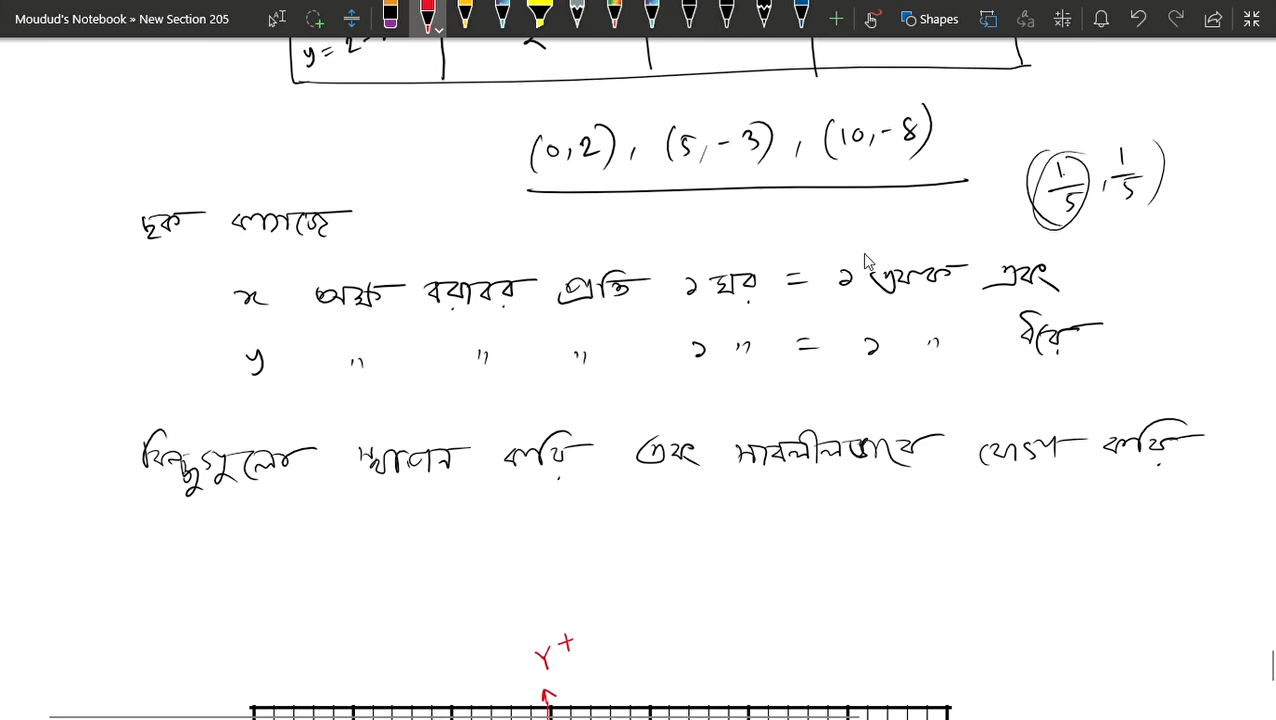 Moudud's Notebook » New Section 205
Shapes
y = 2-
(0, 2), (5, -3), (10, -8)
(1/5, 1/5)
ছক কাগজে
x অক্ষ বরাবর প্রতি ১ ঘর = ১ একক এবং
y " " " ১ " = ১ " ধরে
বিন্দুগুলো স্থাপন করি এবং সাবলীলভাবে যোগ করি
Y+